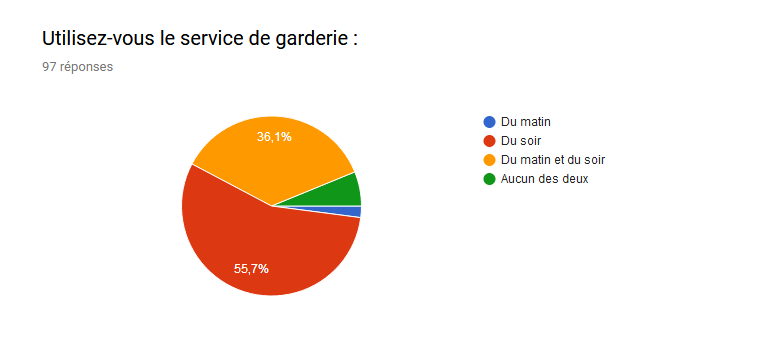 Utilisez-vous le service de garderie :
97 réponses
36,1%
55,7%
Du matin
Du soir
Du matin et du soir
Aucun des deux